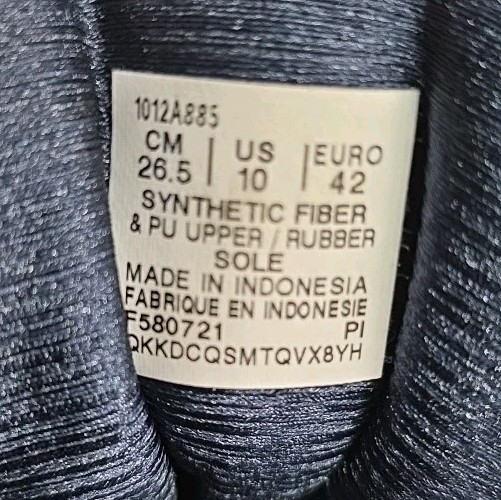 1012A885
CM | US | EURO
26.5 | 10 | 42
SYNTHETIC FIBER
& PU UPPER / RUBBER
SOLE
MADE IN INDONESIA
FABRIQUE EN INDONESIE
F580721 PI
QKKDCQSMTQVX8YH